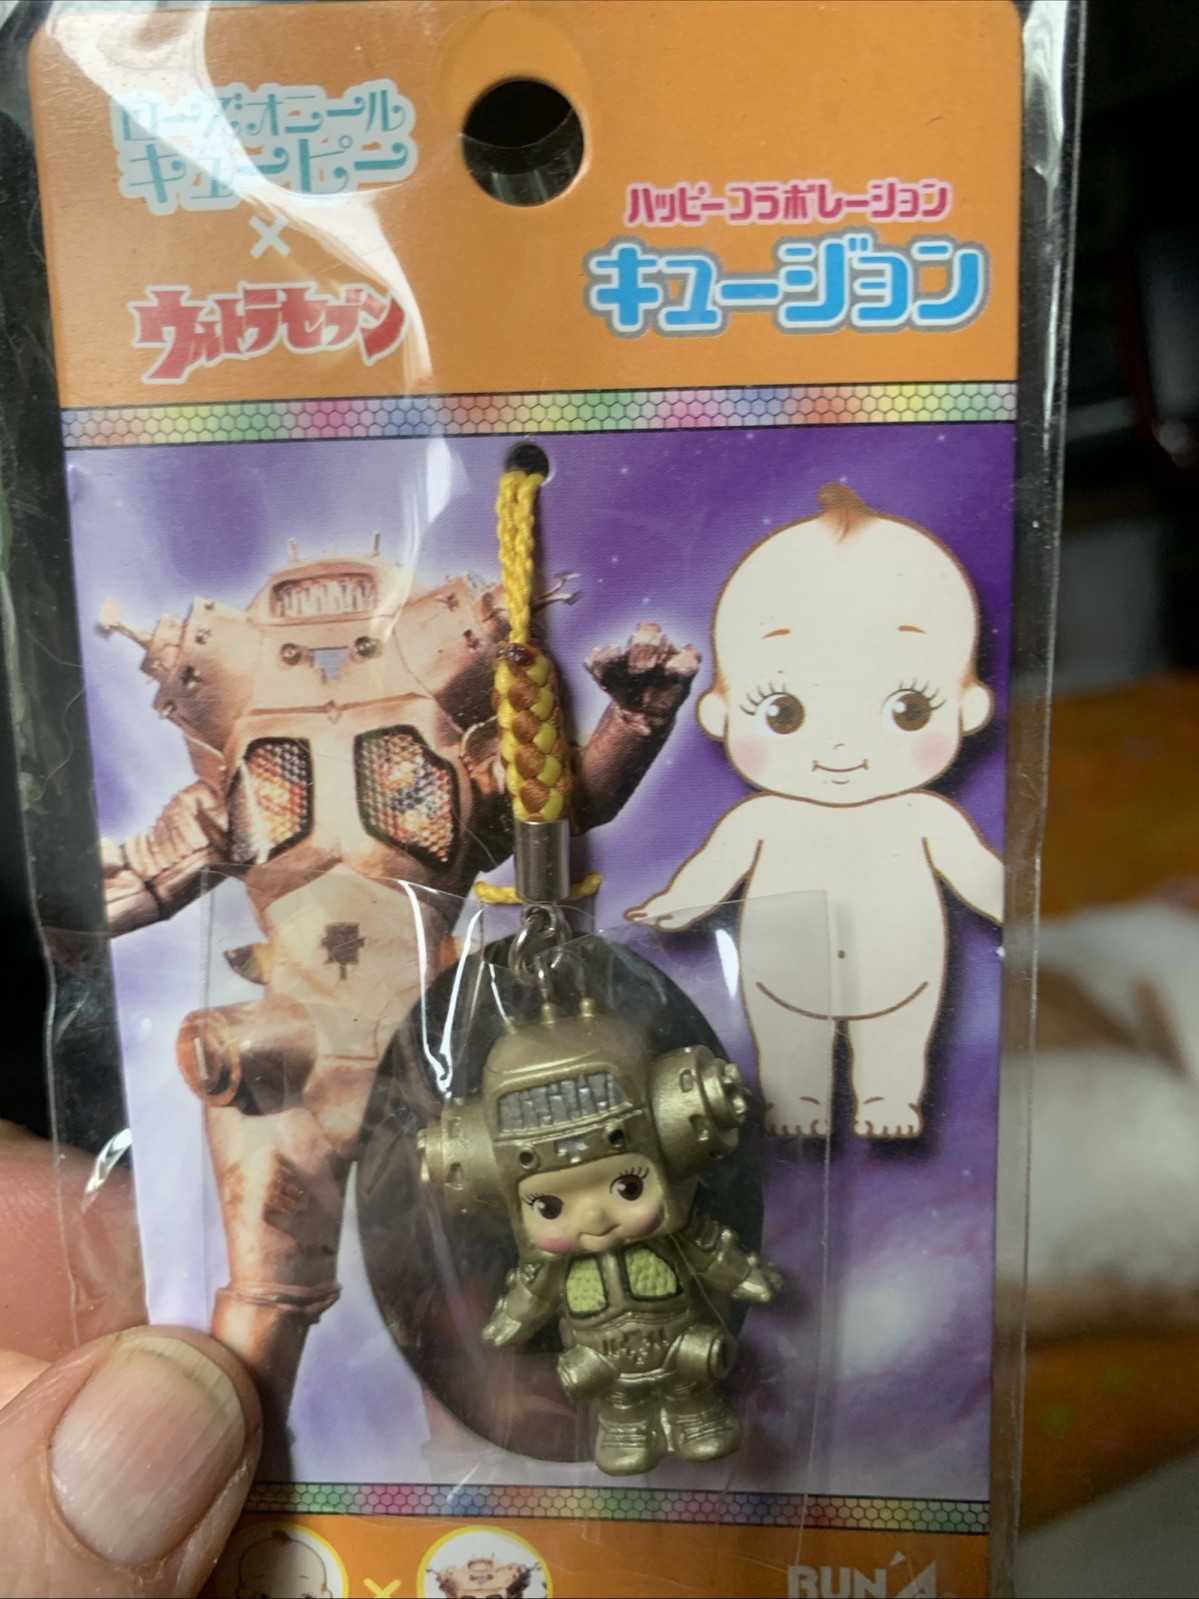 ローズオニール
キューピー
×
ウルトラセブン
ハッピーコラボレーション
キュージョン
×
RUN'A